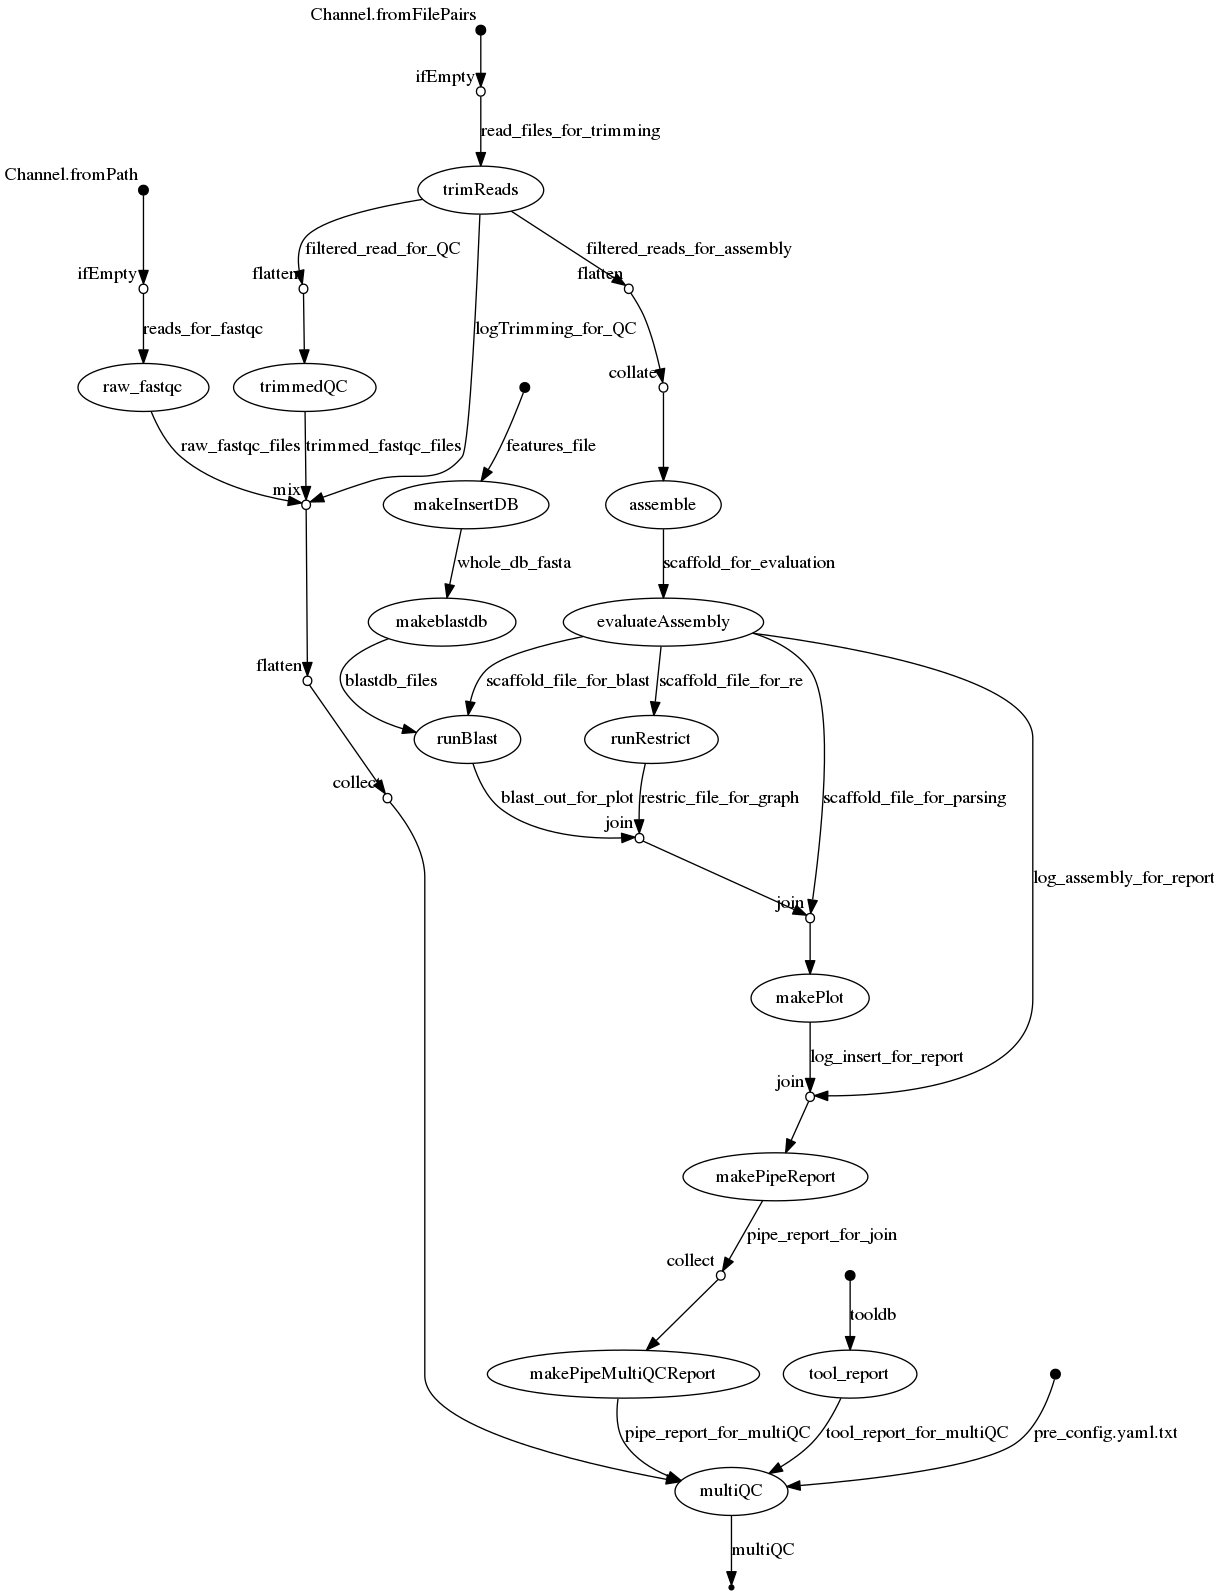 Channel.fromFilePairs
ifEmpty
read_files_for_trimming
Channel.fromPath
trimReads
filtered_read_for_QC
filtered_reads_for_assembly
ifEmpty
flatten
flatten
reads_for_fastqc
logTrimming_for_QC
collate
raw_fastqc
trimmedQC
raw_fastqc_files
trimmed_fastqc_files
features_file
mix
makeInsertDB
assemble
whole_db_fasta
scaffold_for_evaluation
makeblastdb
evaluateAssembly
flatten
blastdb_files
scaffold_file_for_blast
scaffold_file_for_re
runBlast
runRestrict
collect
blast_out_for_plot
restric_file_for_graph
scaffold_file_for_parsing
join
log_assembly_for_report
join
makePlot
log_insert_for_report
join
makePipeReport
pipe_report_for_join
collect
tooldb
makePipeMultiQCReport
tool_report
pipe_report_for_multiQC
tool_report_for_multiQC
pre_config.yaml.txt
multiQC
multiQC